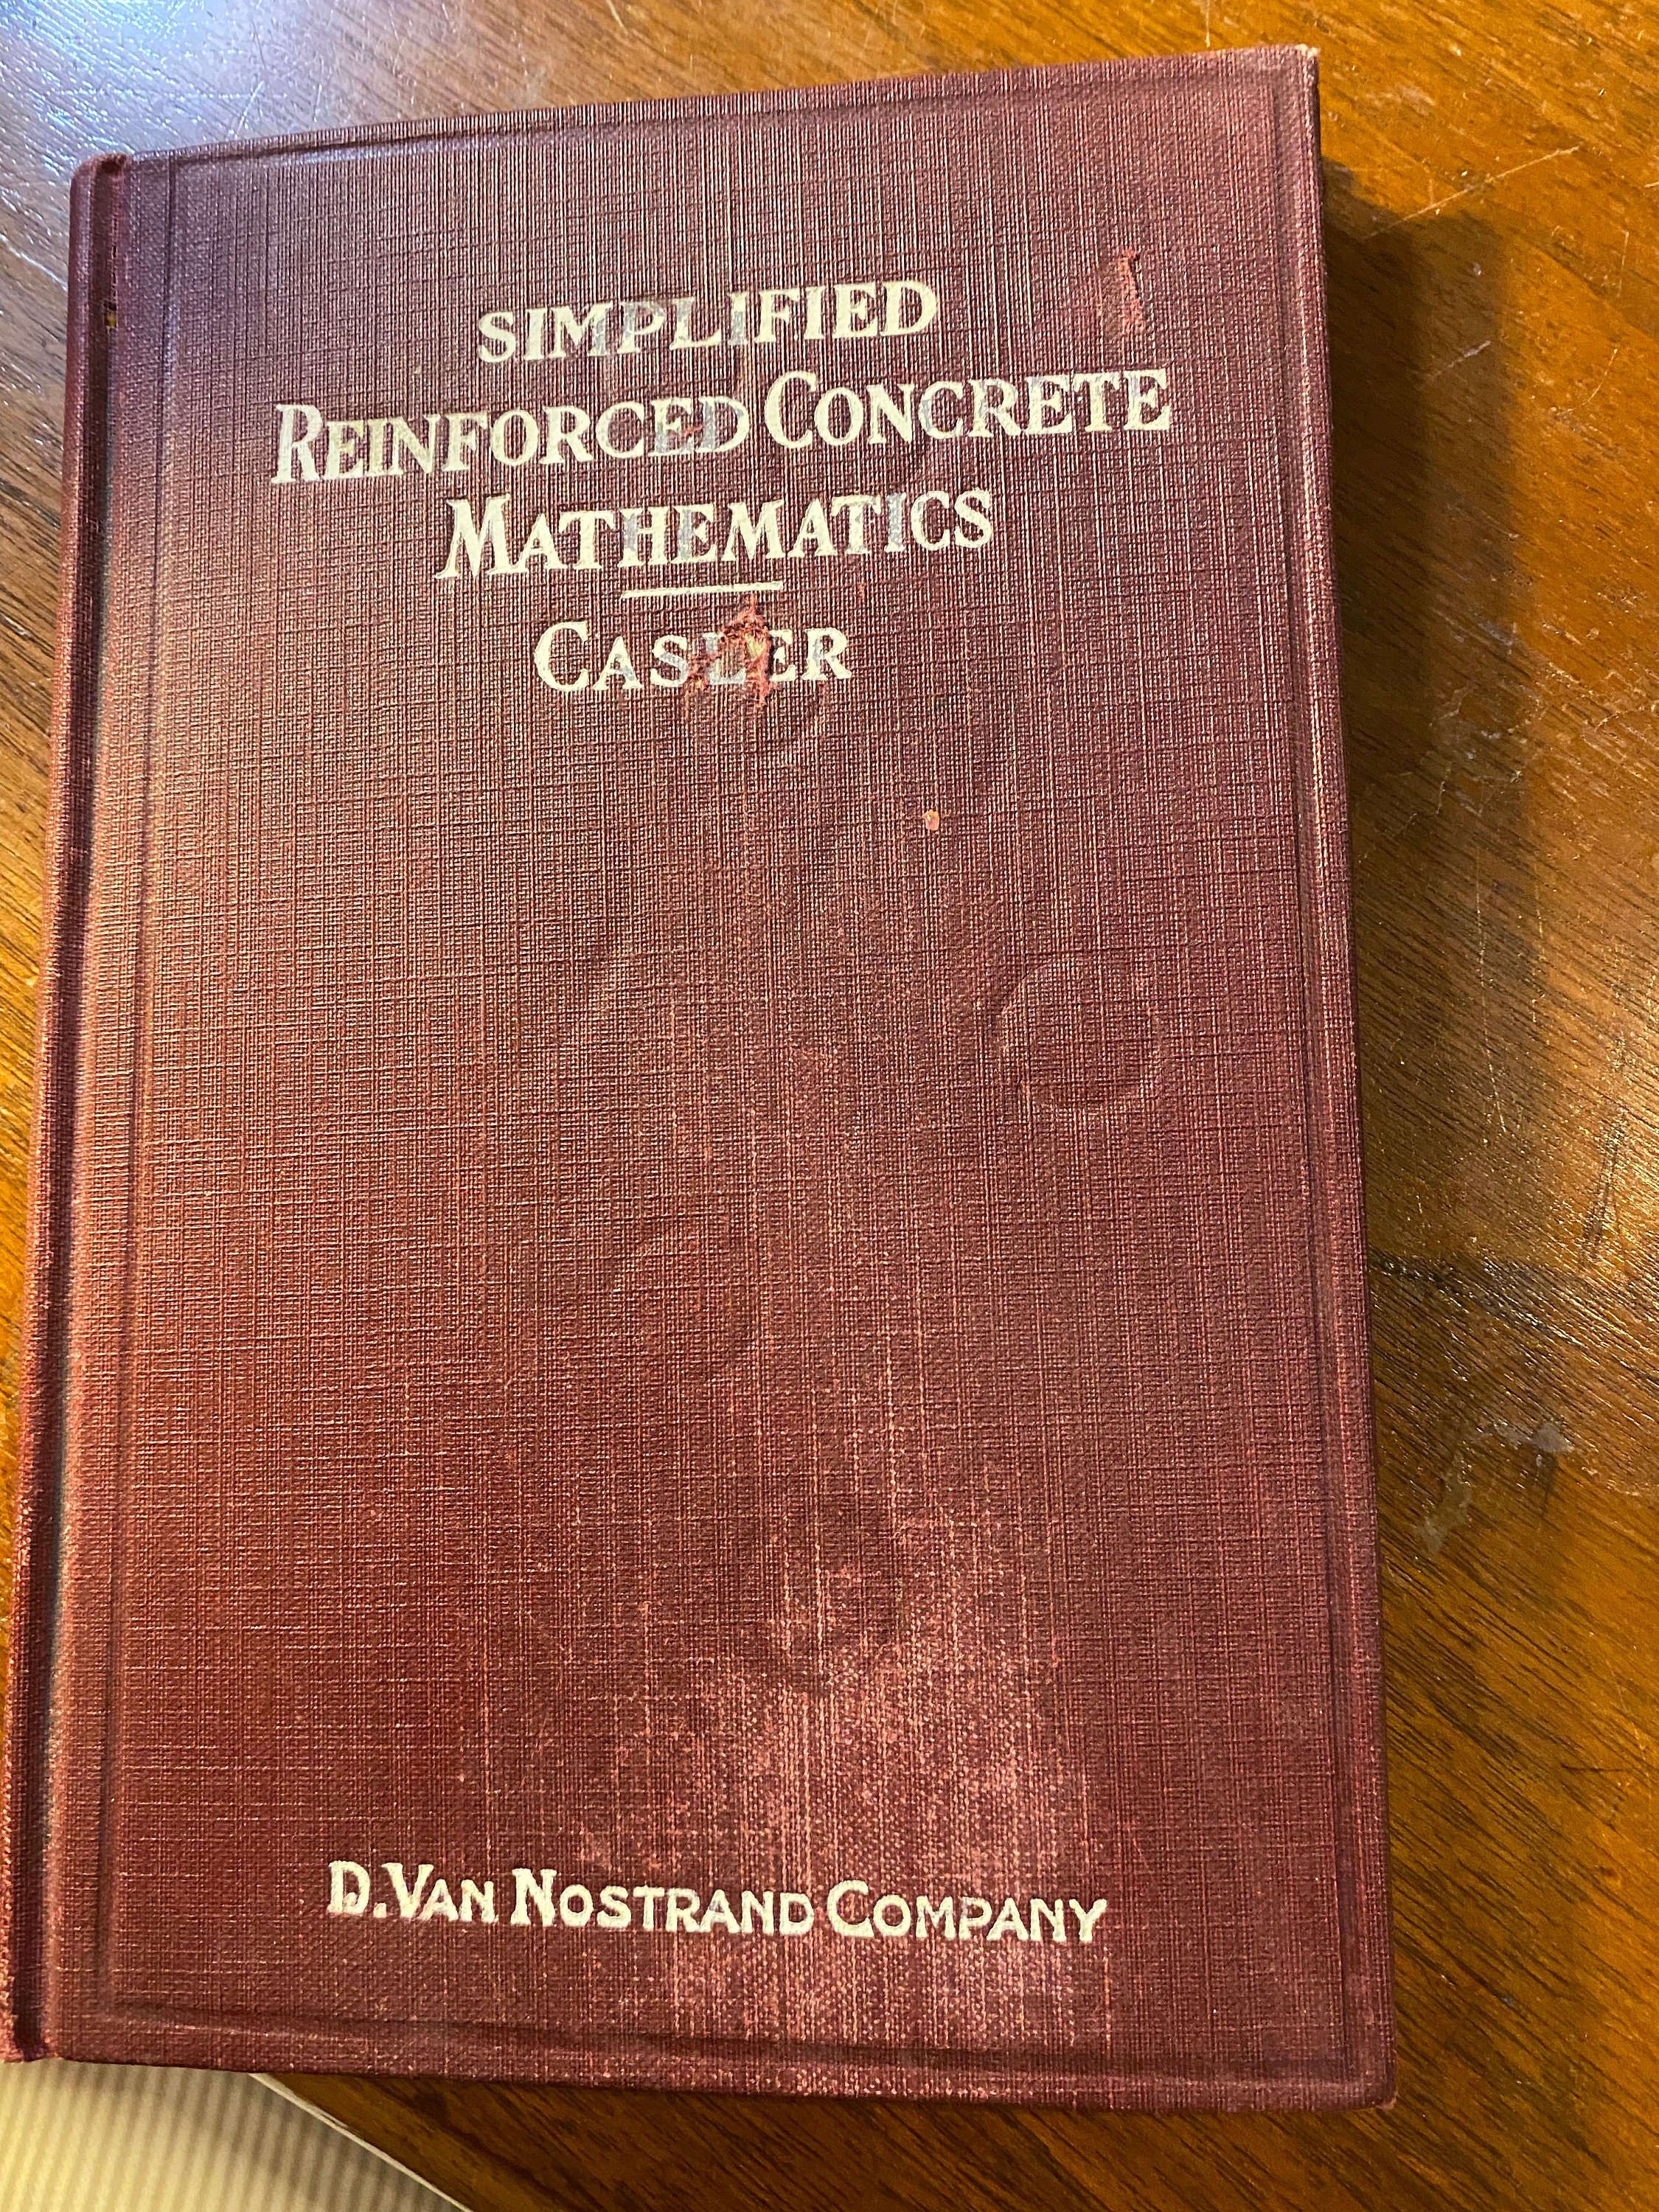 SIMPLIFIED
REINFORCED CONCRETE
MATHEMATICS
CASLER
D. VAN NOSTRAND COMPANY